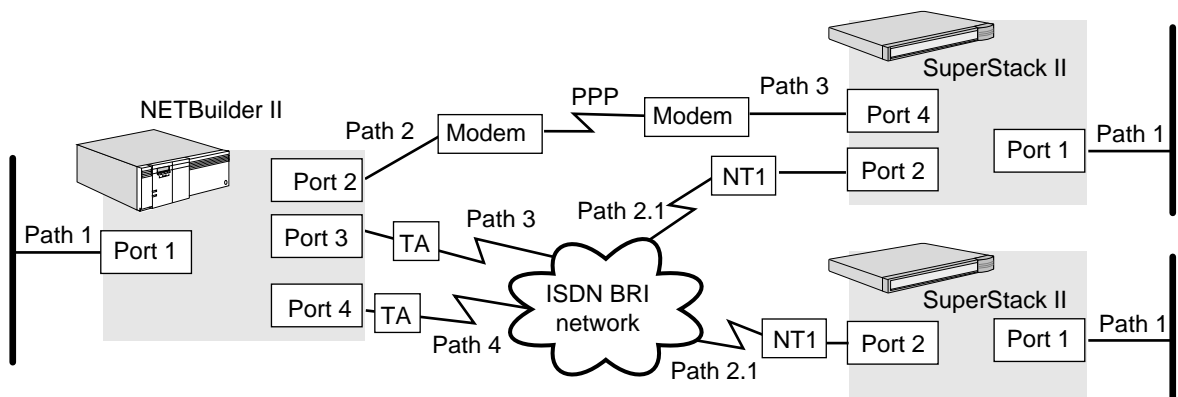 SuperStack II
NETBuilder II
PPP
Path 3
Path 2
Modem
Modem
Port 4
Port 1
Path 1
Port 2
NT1
Port 2
Path 2.1
Path 3
Path 1
Port 1
Port 3
TA
ISDN BRI
network
SuperStack II
Port 4
TA
Path 4
Path 2.1
NT1
Port 2
Port 1
Path 1